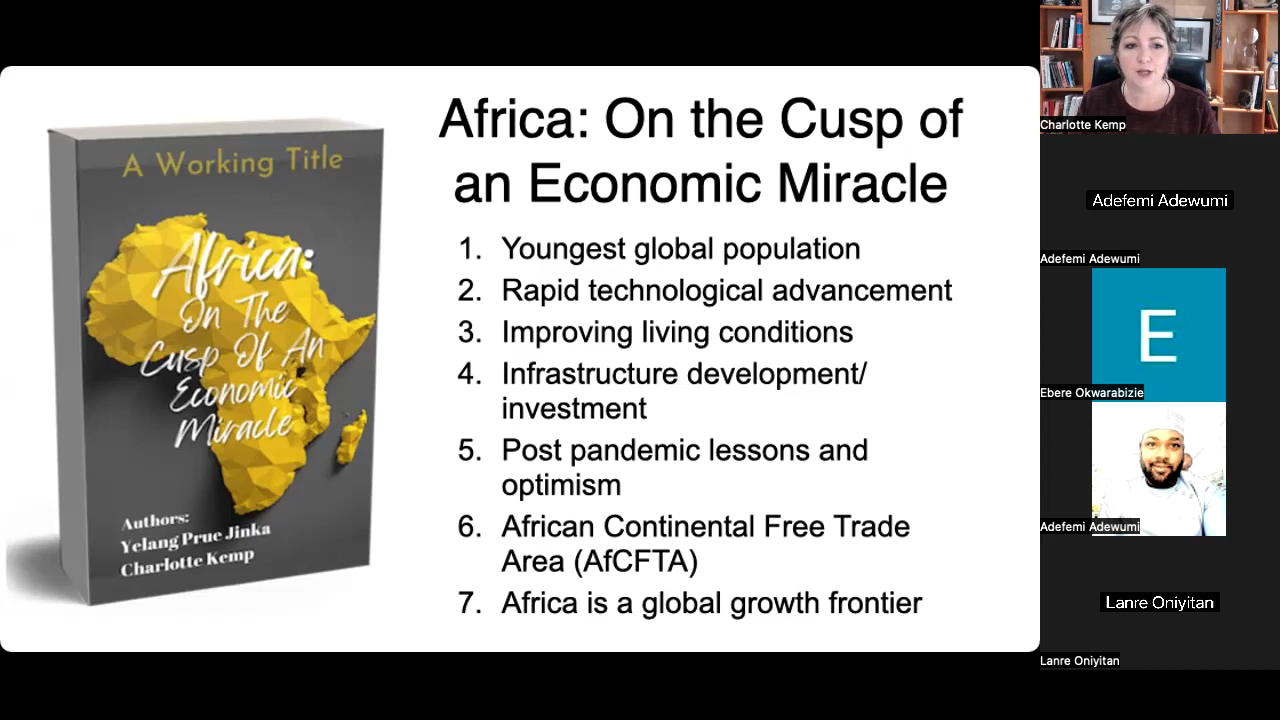 A Working Title
Africa:
On The
Cusp Of An
Economic
Miracle
Authors:
Yelang Prue Jinka
Charlotte Kemp
Africa: On the Cusp of
an Economic Miracle
1. Youngest global population
2. Rapid technological advancement
3. Improving living conditions
4. Infrastructure development/
investment
5. Post pandemic lessons and
optimism
6. African Continental Free Trade
Area (AfCFTA)
7. Africa is a global growth frontier
Charlotte Kemp
Adefemi Adewumi
Adefemi Adewumi
E
Ebere Okwarabizie
Adefemi Adewumi
Lanre Oniyitan
Lanre Oniyitan